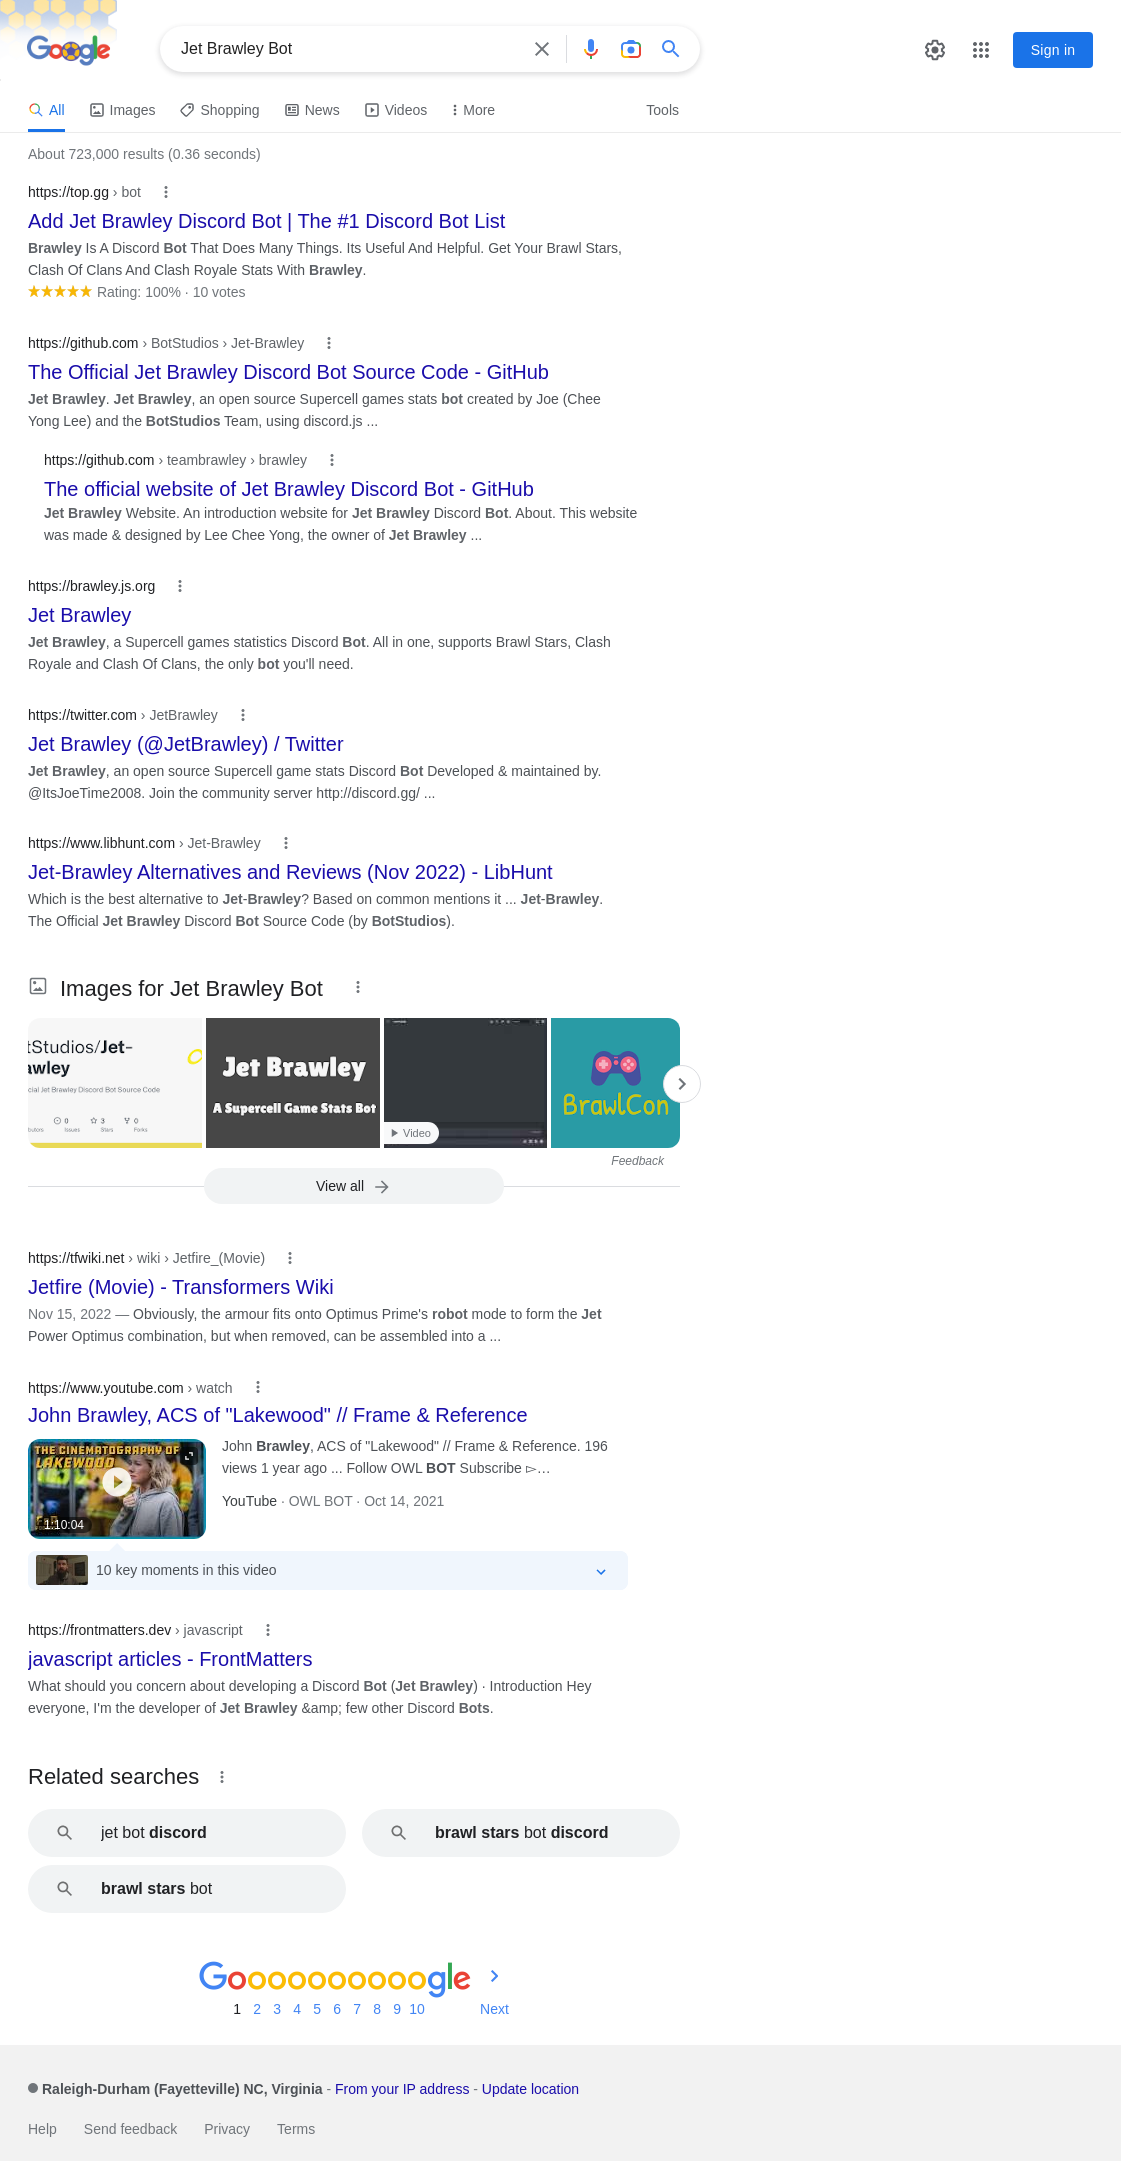 Google
Jet Brawley Bot
Sign in
All
Images
Shopping
News
Videos
More
Tools
About 723,000 results (0.36 seconds)
https://top.gg › bot
Add Jet Brawley Discord Bot | The #1 Discord Bot List
Brawley Is A Discord Bot That Does Many Things. Its Useful And Helpful. Get Your Brawl Stars,
Clash Of Clans And Clash Royale Stats With Brawley.
Rating: 100% · 10 votes
https://github.com › BotStudios › Jet-Brawley
The Official Jet Brawley Discord Bot Source Code - GitHub
Jet Brawley. Jet Brawley, an open source Supercell games stats bot created by Joe (Chee
Yong Lee) and the BotStudios Team, using discord.js ...
https://github.com › teambrawley › brawley
The official website of Jet Brawley Discord Bot - GitHub
Jet Brawley Website. An introduction website for Jet Brawley Discord Bot. About. This website
was made & designed by Lee Chee Yong, the owner of Jet Brawley ...
https://brawley.js.org
Jet Brawley
Jet Brawley, a Supercell games statistics Discord Bot. All in one, supports Brawl Stars, Clash
Royale and Clash Of Clans, the only bot you'll need.
https://twitter.com › JetBrawley
Jet Brawley (@JetBrawley) / Twitter
Jet Brawley, an open source Supercell game stats Discord Bot Developed & maintained by.
@ItsJoeTime2008. Join the community server http://discord.gg/ ...
https://www.libhunt.com › Jet-Brawley
Jet-Brawley Alternatives and Reviews (Nov 2022) - LibHunt
Which is the best alternative to Jet-Brawley? Based on common mentions it ... Jet-Brawley.
The Official Jet Brawley Discord Bot Source Code (by BotStudios).
Images for Jet Brawley Bot
tStudios/Jet-
awley
cial Jet Brawley Discord Bot Source Code
0
3
0
Issues
Stars
Forks
Jet Brawley
A Supercell Game Stats Bot
Video
BrawlCon
Feedback
View all
https://tfwiki.net › wiki › Jetfire_(Movie)
Jetfire (Movie) - Transformers Wiki
Nov 15, 2022 — Obviously, the armour fits onto Optimus Prime's robot mode to form the Jet
Power Optimus combination, but when removed, can be assembled into a ...
https://www.youtube.com › watch
John Brawley, ACS of "Lakewood" // Frame & Reference
THE CINEMATOGRAPHY OF
LAKEWOOD
1:10:04
John Brawley, ACS of "Lakewood" // Frame & Reference. 196
views 1 year ago ... Follow OWL BOT Subscribe ▻…
YouTube · OWL BOT · Oct 14, 2021
10 key moments in this video
https://frontmatters.dev › javascript
javascript articles - FrontMatters
What should you concern about developing a Discord Bot (Jet Brawley) · Introduction Hey
everyone, I'm the developer of Jet Brawley &amp; few other Discord Bots.
Related searches
jet bot discord
brawl stars bot discord
brawl stars bot
Goooooooooogle
1 2 3 4 5 6 7 8 9 10 Next
Raleigh-Durham (Fayetteville) NC, Virginia - From your IP address - Update location
Help
Send feedback
Privacy
Terms